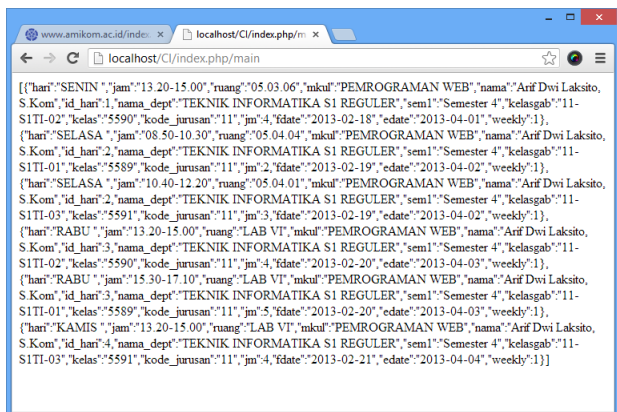 www.amikom.ac.id/index.
localhost/CI/index.php/m
localhost/CI/index.php/main
[{"hari":"SENIN ","jam":"13.20-15.00","ruang":"05.03.06","mkul":"PEMROGRAMAN WEB","nama":"Arif Dwi Laksito,
S.Kom","id_hari":1,"nama_dept":"TEKNIK INFORMATIKA S1 REGULER","sem1":"Semester 4","kelasgab":"11-
S1TI-02","kelas":"5590","kode_jurusan":"11","jm":4,"fdate":"2013-02-18","edate":"2013-04-01","weekly":1},
{"hari":"SELASA ","jam":"08.50-10.30","ruang":"05.04.04","mkul":"PEMROGRAMAN WEB","nama":"Arif Dwi Laksito,
S.Kom","id_hari":2,"nama_dept":"TEKNIK INFORMATIKA S1 REGULER","sem1":"Semester 4","kelasgab":"11-
S1TI-01","kelas":"5589","kode_jurusan":"11","jm":2,"fdate":"2013-02-19","edate":"2013-04-02","weekly":1},
{"hari":"SELASA ","jam":"10.40-12.20","ruang":"05.04.01","mkul":"PEMROGRAMAN WEB","nama":"Arif Dwi Laksito,
S.Kom","id_hari":2,"nama_dept":"TEKNIK INFORMATIKA S1 REGULER","sem1":"Semester 4","kelasgab":"11-
S1TI-03","kelas":"5591","kode_jurusan":"11","jm":3,"fdate":"2013-02-19","edate":"2013-04-02","weekly":1},
{"hari":"RABU ","jam":"13.20-15.00","ruang":"LAB VI","mkul":"PEMROGRAMAN WEB","nama":"Arif Dwi Laksito,
S.Kom","id_hari":3,"nama_dept":"TEKNIK INFORMATIKA S1 REGULER","sem1":"Semester 4","kelasgab":"11-
S1TI-02","kelas":"5590","kode_jurusan":"11","jm":4,"fdate":"2013-02-20","edate":"2013-04-03","weekly":1},
{"hari":"RABU ","jam":"15.30-17.10","ruang":"LAB VI","mkul":"PEMROGRAMAN WEB","nama":"Arif Dwi Laksito,
S.Kom","id_hari":3,"nama_dept":"TEKNIK INFORMATIKA S1 REGULER","sem1":"Semester 4","kelasgab":"11-
S1TI-01","kelas":"5589","kode_jurusan":"11","jm":5,"fdate":"2013-02-20","edate":"2013-04-03","weekly":1},
{"hari":"KAMIS ","jam":"13.20-15.00","ruang":"LAB VI","mkul":"PEMROGRAMAN WEB","nama":"Arif Dwi Laksito,
S.Kom","id_hari":4,"nama_dept":"TEKNIK INFORMATIKA S1 REGULER","sem1":"Semester 4","kelasgab":"11-
S1TI-03","kelas":"5591","kode_jurusan":"11","jm":4,"fdate":"2013-02-21","edate":"2013-04-04","weekly":1}]